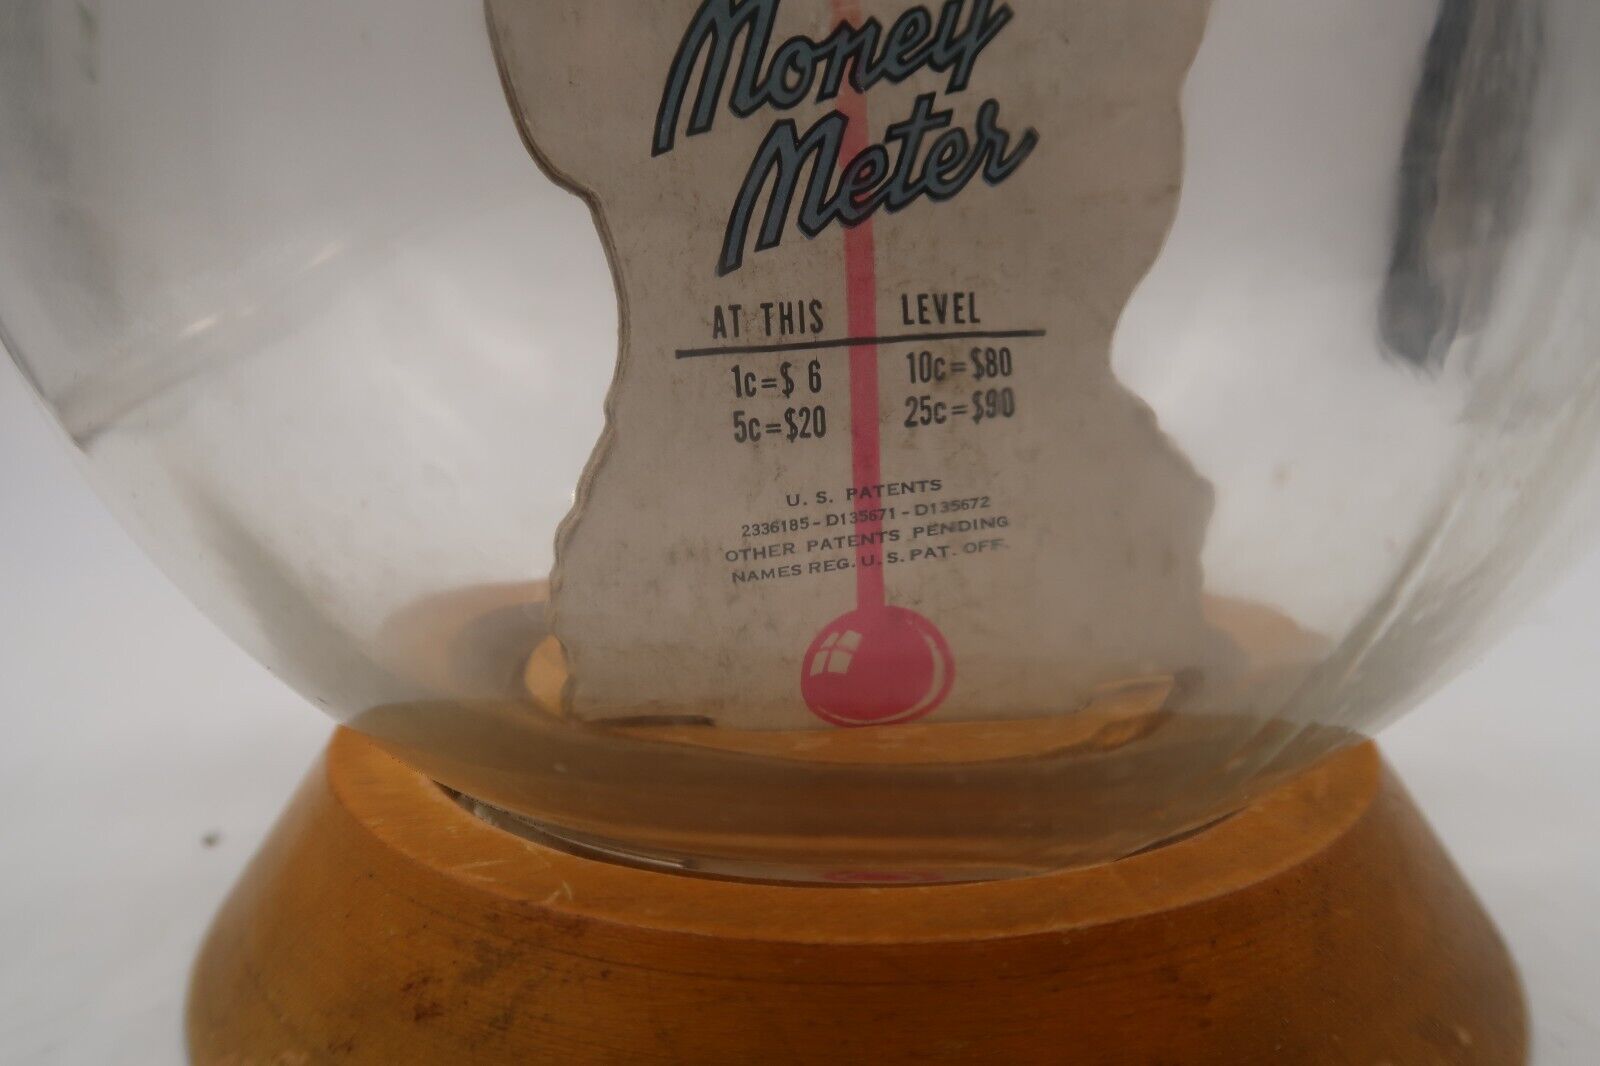 Money
Meter
AT THIS LEVEL
1c=$ 6 10c=$80
5c=$20 25c=$90
U. S. PATENTS
2336185-D135671-D135672
OTHER PATENTS PENDING
NAMES REG. U.S. PAT. OFF.